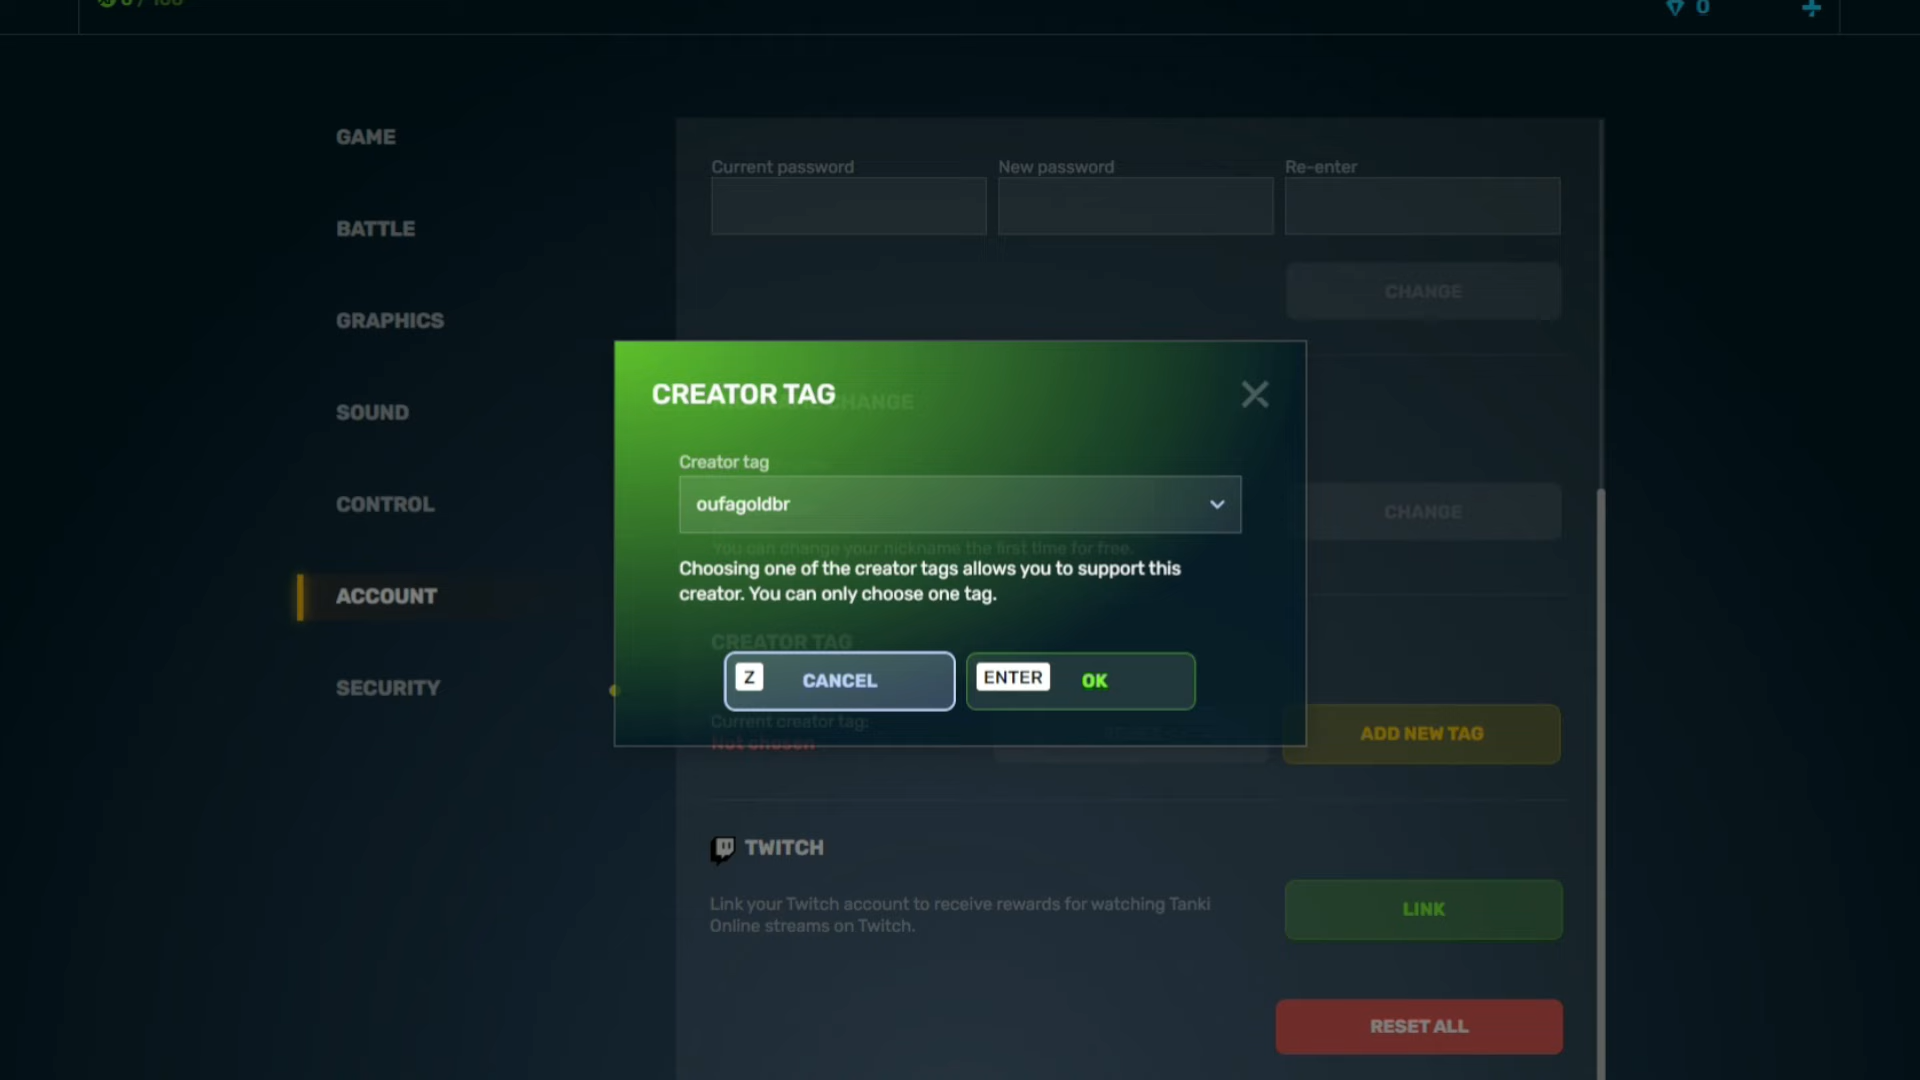 0
GAME
BATTLE
GRAPHICS
SOUND
CONTROL
ACCOUNT
SECURITY
Current password
New password
Re-enter
CHANGE
CREATOR TAG
CHANGE
Creator tag
oufagoldbr
CHANGE
You can change your nickname the first time for free.
Choosing one of the creator tags allows you to support this
creator. You can only choose one tag.
CREATOR TAG
Z
CANCEL
ENTER
OK
Current creator tag:
Not chosen
ADD NEW TAG
TWITCH
Link your Twitch account to receive rewards for watching Tanki
Online streams on Twitch.
LINK
RESET ALL